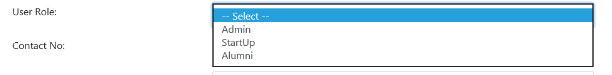 User Role:
-- Select --
Admin
StartUp
Alumni
Contact No: